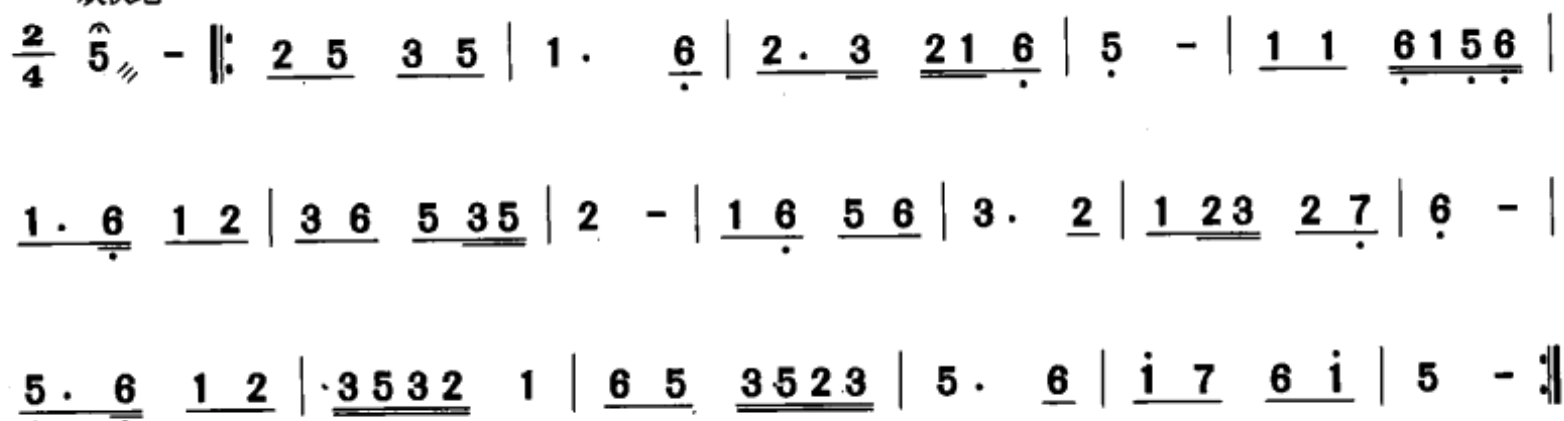 2/4 5 - 𝄆 2 5 3 5 | 1 · 6̣ | 2 · 3 2 1 6̣ | 5̣ - | 1 1 6̣ 1 5̣ 6̣ |
1 · 6̣ 1 2 | 3 6 5 3 5 | 2 - | 1 6̣ 5 6 | 3 · 2 | 1 2 3 2 7̣ | 6̣ - |
5 · 6 1 2 | 3 5 3 2 1 | 6 5 3 5 2 3 | 5 · 6 | 1̇ 7 6 1̇ | 5 - 𝄇